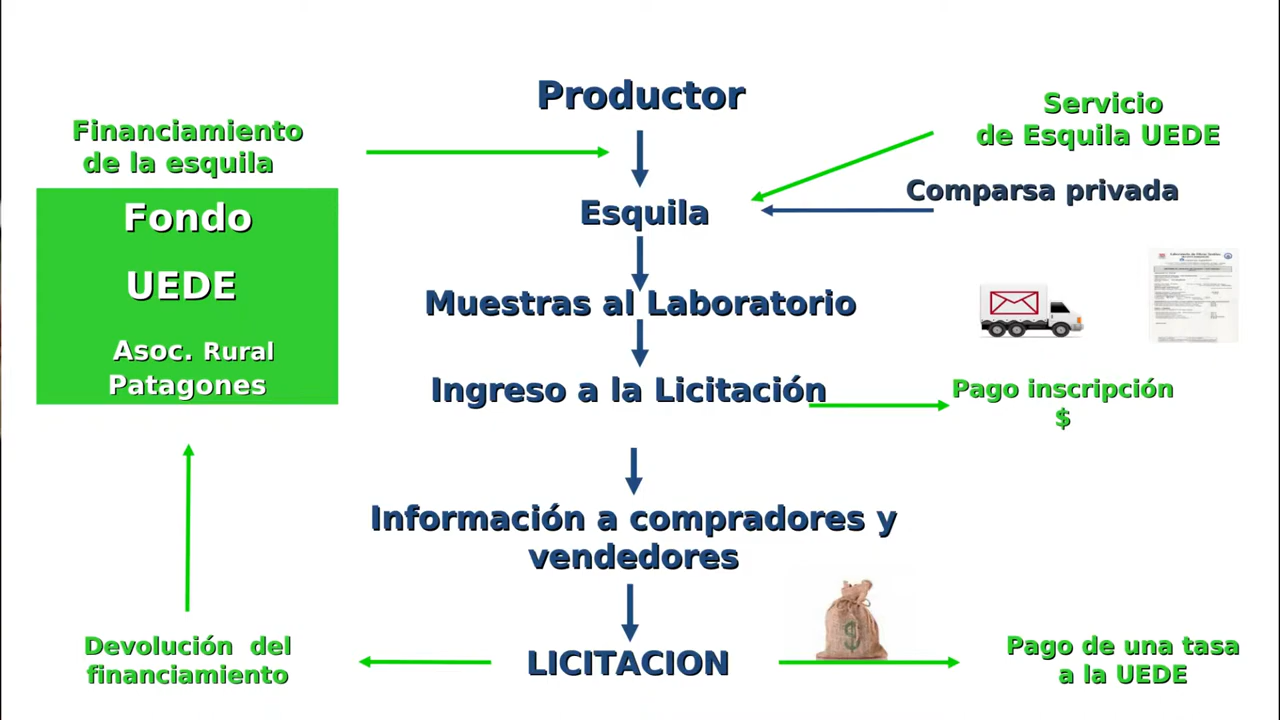 Productor
Servicio
de Esquila UEDE
Financiamiento
de la esquila
Comparsa privada
Fondo
UEDE
Asoc. Rural
Patagones
Esquila
Muestras al Laboratorio
Ingreso a la Licitación
Pago inscripción
$
Información a compradores y
vendedores
Devolución del
financiamiento
LICITACION
$
Pago de una tasa
a la UEDE